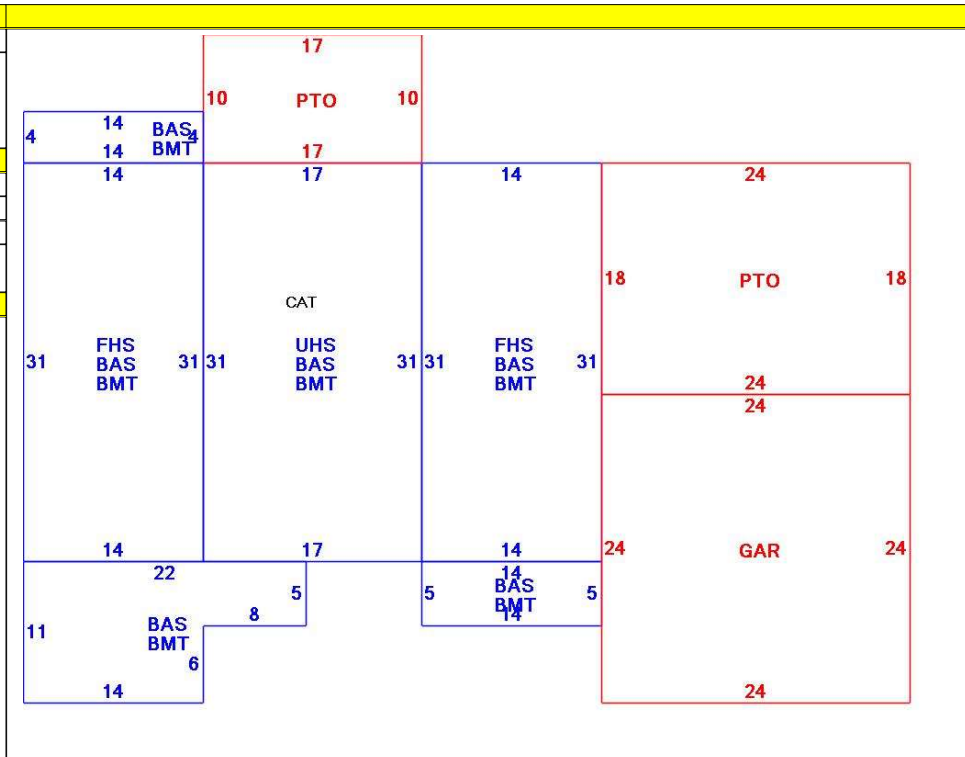 17
10 PTO 10
17
14
4 BAS 4
BMT
14
14 17 14 24
18 PTO 18
24
CAT
31 FHS 31
BAS
BMT
31 UHS 31
BAS
BMT
31 FHS 31
BAS
BMT
24
24 GAR 24
24
14 17 14
22
5
8
11 BAS
BMT
6
14
14
5 BAS 5
BMT
14